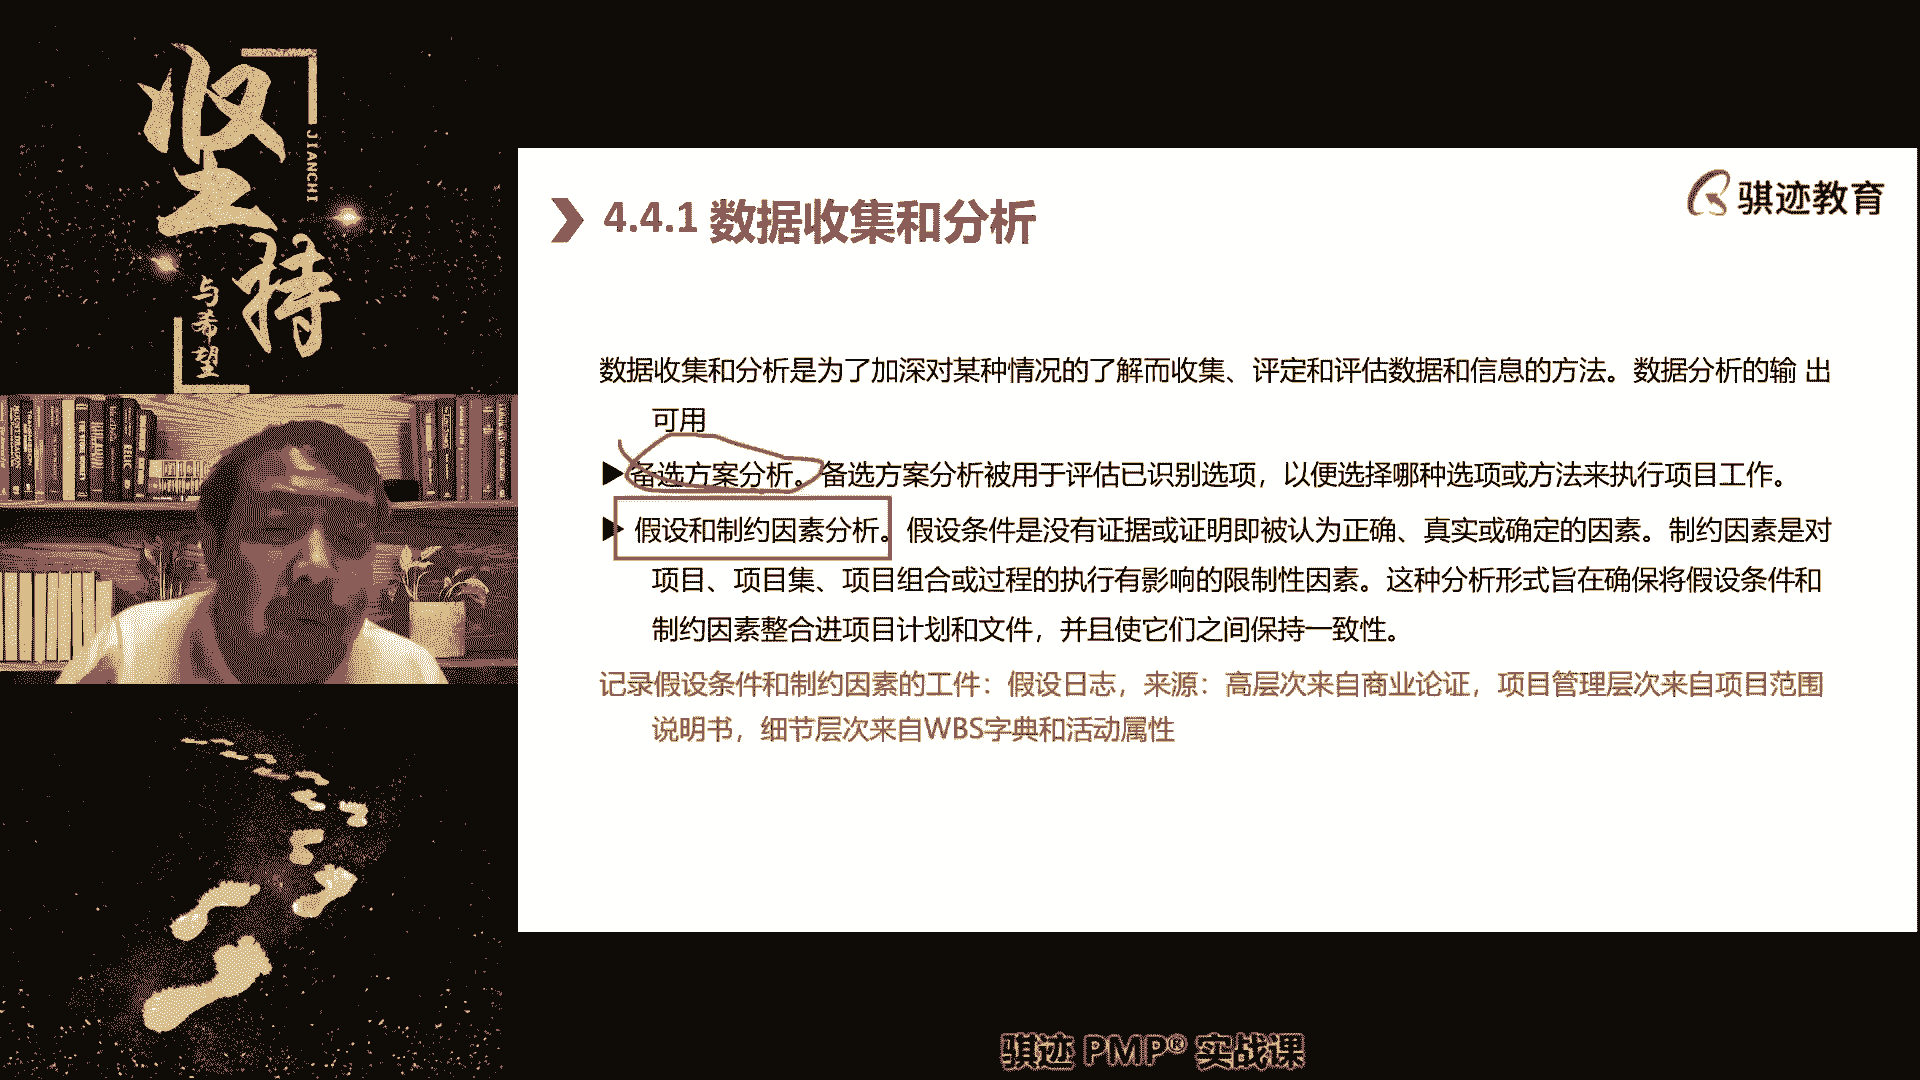 坚持
JIANCHI
与希望
骐迹教育
4.4.1 数据收集和分析
数据收集和分析是为了加深对某种情况的了解而收集、评定和评估数据和信息的方法。数据分析的输 出
可用
▶备选方案分析。备选方案分析被用于评估已识别选项，以便选择哪种选项或方法来执行项目工作。
▶ 假设和制约因素分析。假设条件是没有证据或证明即被认为正确、真实或确定的因素。制约因素是对
项目、项目集、项目组合或过程的执行有影响的限制性因素。这种分析形式旨在确保将假设条件和
制约因素整合进项目计划和文件，并且使它们之间保持一致性。
记录假设条件和制约因素的工件：假设日志，来源：高层次来自商业论证，项目管理层次来自项目范围
说明书，细节层次来自WBS字典和活动属性
骐迹 PMP® 实战课